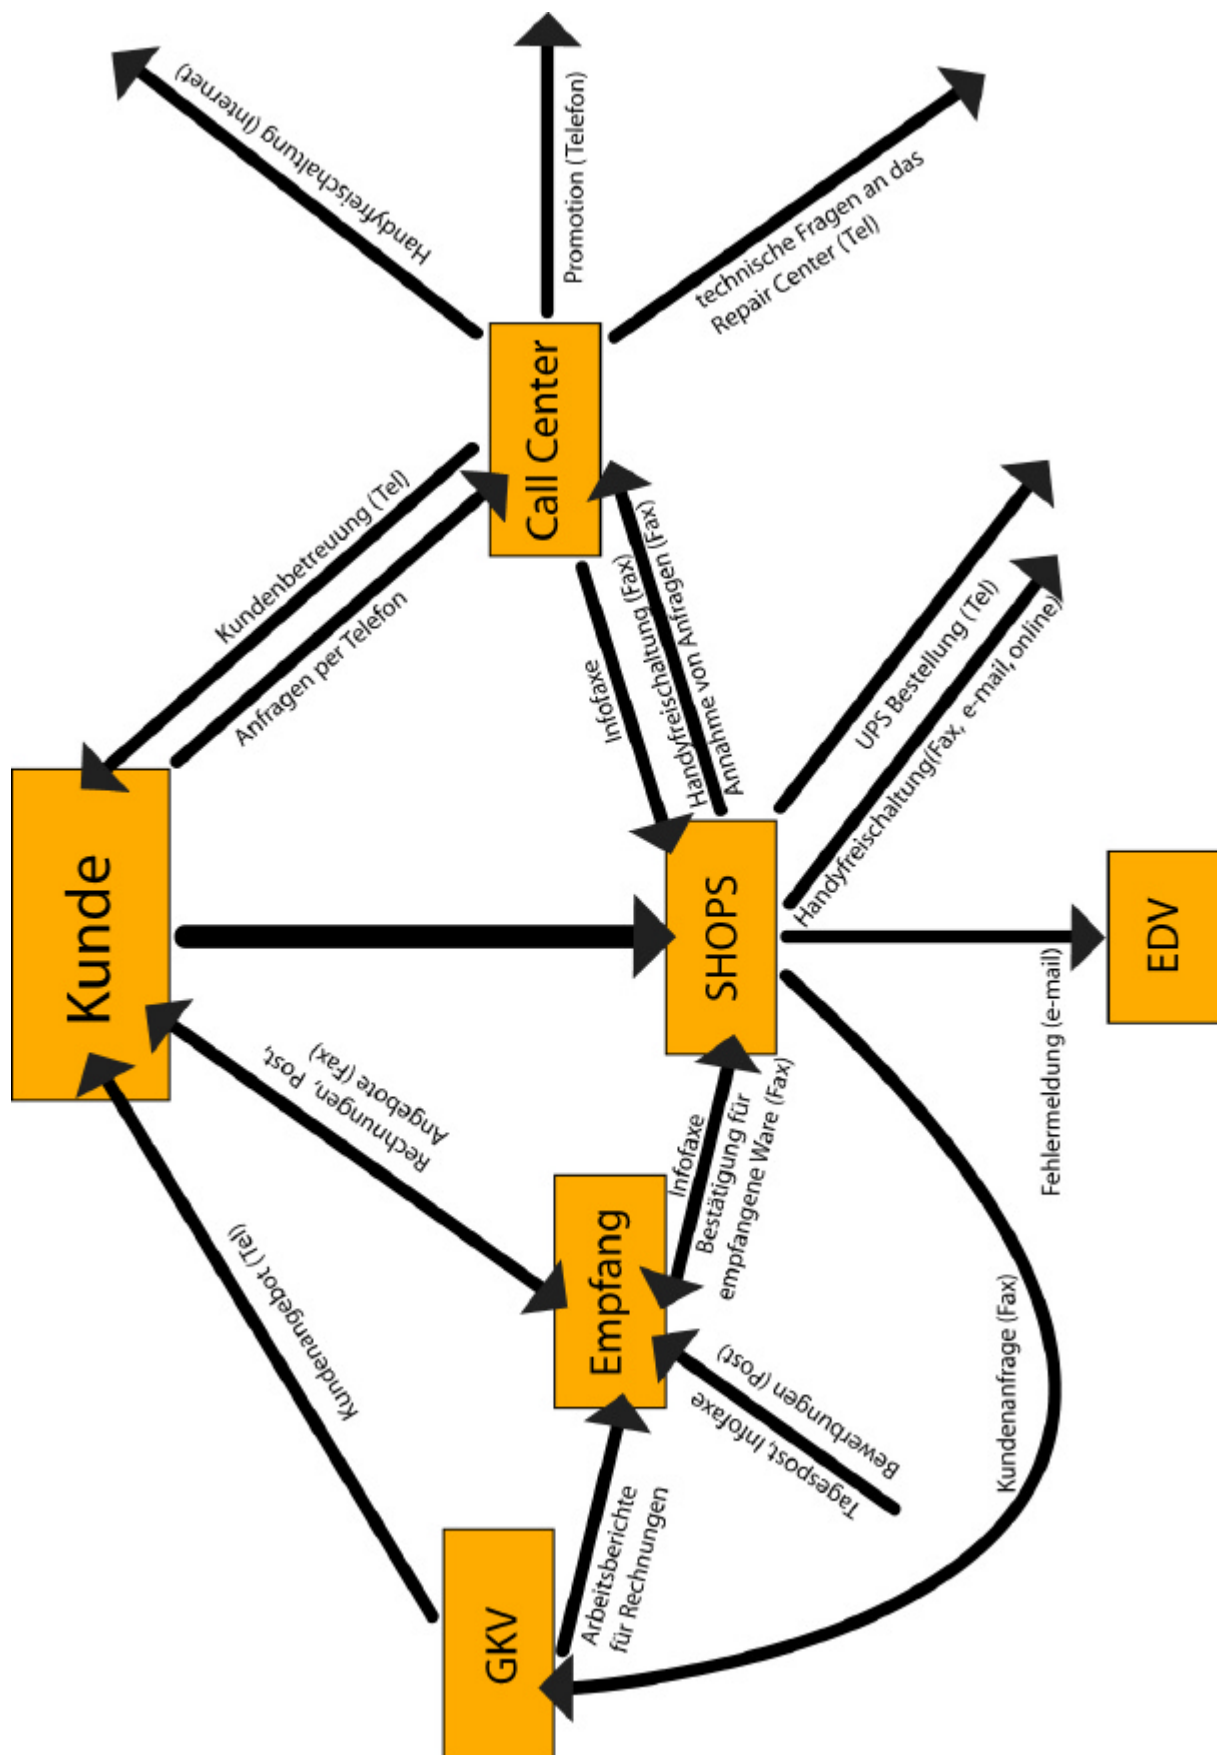 Kunde
Kundenangebot (Tel)
Rechnungen, Post,
Angebote (Fax)
Anfragen per Telefon
Kundenbetreuung (Tel)
Handyfreischaltung (Internet)
GKV
Arbeitsberichte
für Rechnungen
Empfang
Tagespost, Infofaxe
Bewerbungen (Post)
Infofaxe
Bestätigung für
empfangene Ware (Fax)
SHOPS
Infofaxe
Handyfreischaltung (Fax)
Annahme von Anfragen (Fax)
Call Center
Promotion (Telefon)
technische Fragen an das
Repair Center (Tel)
UPS Bestellung (Tel)
Handyfreischaltung(Fax, e-mail, online)
Kundenanfrage (Fax)
Fehlermeldung (e-mail)
EDV